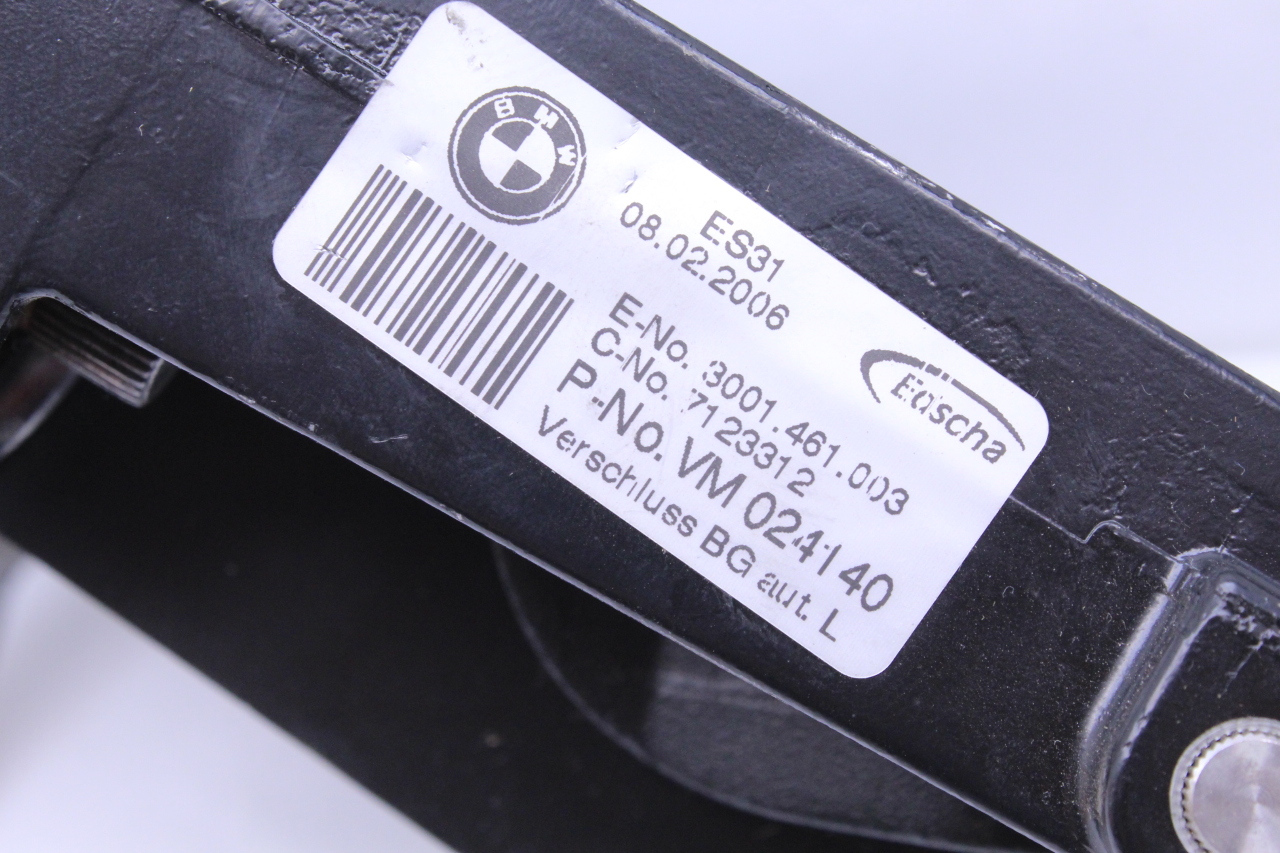 BMW
ES31
08.02.2006
E-No. 3001.461.003
C-No. 7123312
P-No. VM 024140
Verschluss BG aut. L
Edscha